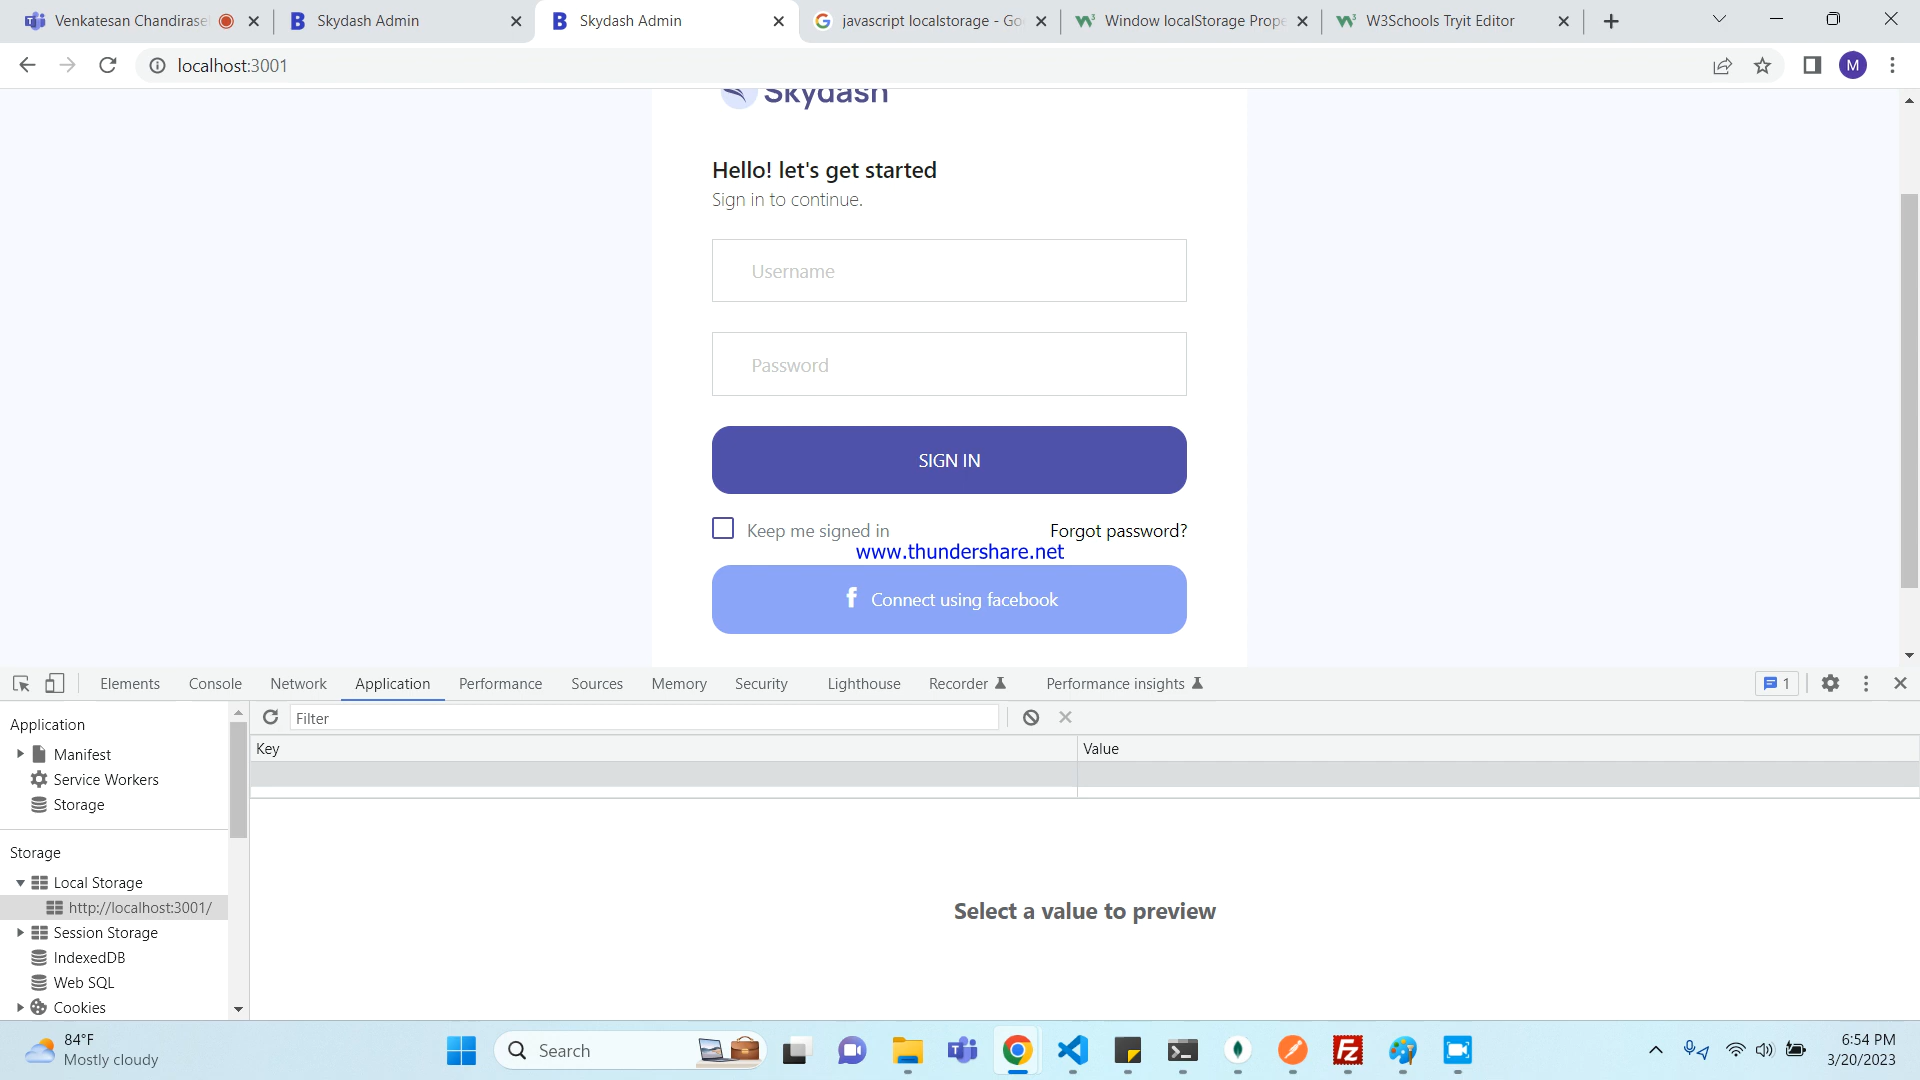 Venkatesan Chandirase
Skydash Admin
Skydash Admin
javascript localstorage - Go
Window localStorage Prope
W3Schools Tryit Editor
localhost:3001
M
Skydash
Hello! let's get started
Sign in to continue.
Username
Password
SIGN IN
Keep me signed in
Forgot password?
www.thundershare.net
f Connect using facebook
Elements
Console
Network
Application
Performance
Sources
Memory
Security
Lighthouse
Recorder
Performance insights
1
Application
Manifest
Service Workers
Storage
Storage
Local Storage
http://localhost:3001/
Session Storage
IndexedDB
Web SQL
Cookies
Filter
Key
Value
Select a value to preview
84°F
Mostly cloudy
Search
6:54 PM
3/20/2023